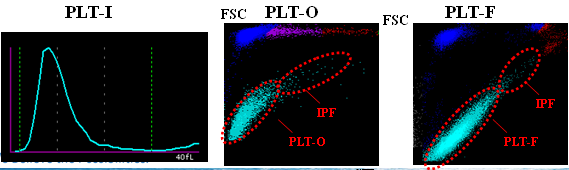 PLT-I
FSC PLT-O
FSC PLT-F
40fL
IPF
PLT-O
IPF
PLT-F